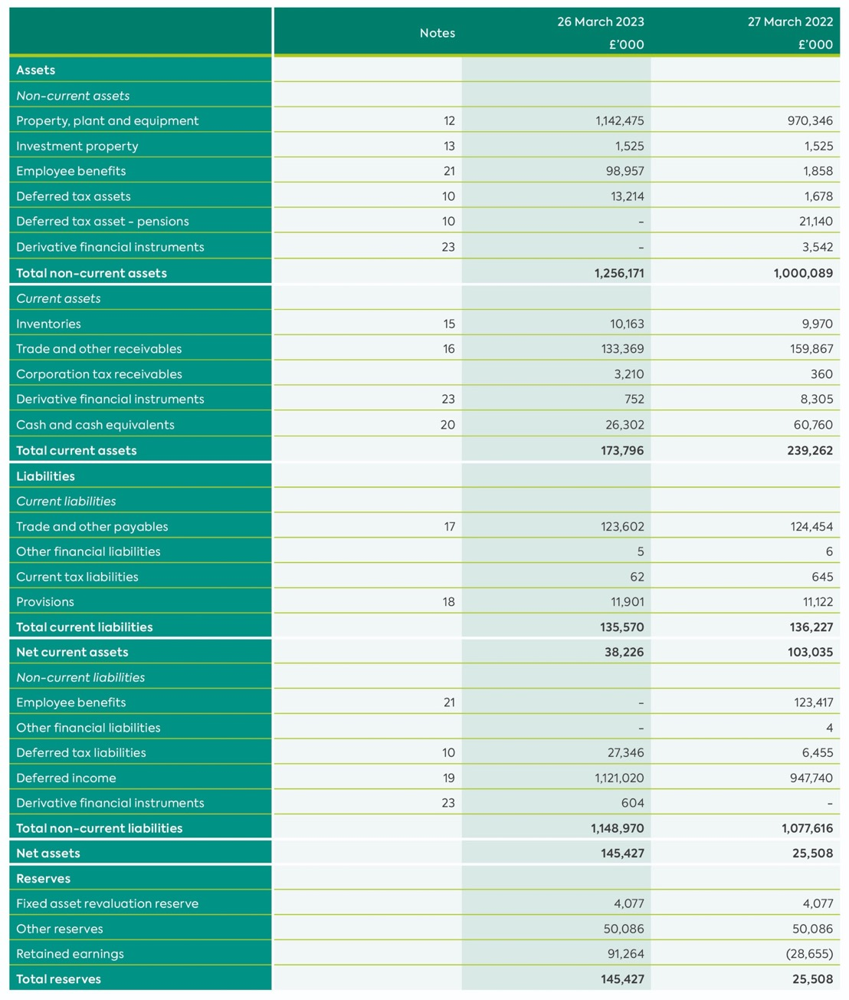 Notes 26 March 2023 27 March 2022
£’000 £’000
Assets
Non-current assets
Property, plant and equipment 12 1,142,475 970,346
Investment property 13 1,525 1,525
Employee benefits 21 98,957 1,858
Deferred tax assets 10 13,214 1,678
Deferred tax asset - pensions 10 – 21,140
Derivative financial instruments 23 – 3,542
Total non-current assets 1,256,171 1,000,089
Current assets
Inventories 15 10,163 9,970
Trade and other receivables 16 133,369 159,867
Corporation tax receivables 3,210 360
Derivative financial instruments 23 752 8,305
Cash and cash equivalents 20 26,302 60,760
Total current assets 173,796 239,262
Liabilities
Current liabilities
Trade and other payables 17 123,602 124,454
Other financial liabilities 5 6
Current tax liabilities 62 645
Provisions 18 11,901 11,122
Total current liabilities 135,570 136,227
Net current assets 38,226 103,035
Non-current liabilities
Employee benefits 21 – 123,417
Other financial liabilities – 4
Deferred tax liabilities 10 27,346 6,455
Deferred income 19 1,121,020 947,740
Derivative financial instruments 23 604 –
Total non-current liabilities 1,148,970 1,077,616
Net assets 145,427 25,508
Reserves
Fixed asset revaluation reserve 4,077 4,077
Other reserves 50,086 50,086
Retained earnings 91,264 (28,655)
Total reserves 145,427 25,508